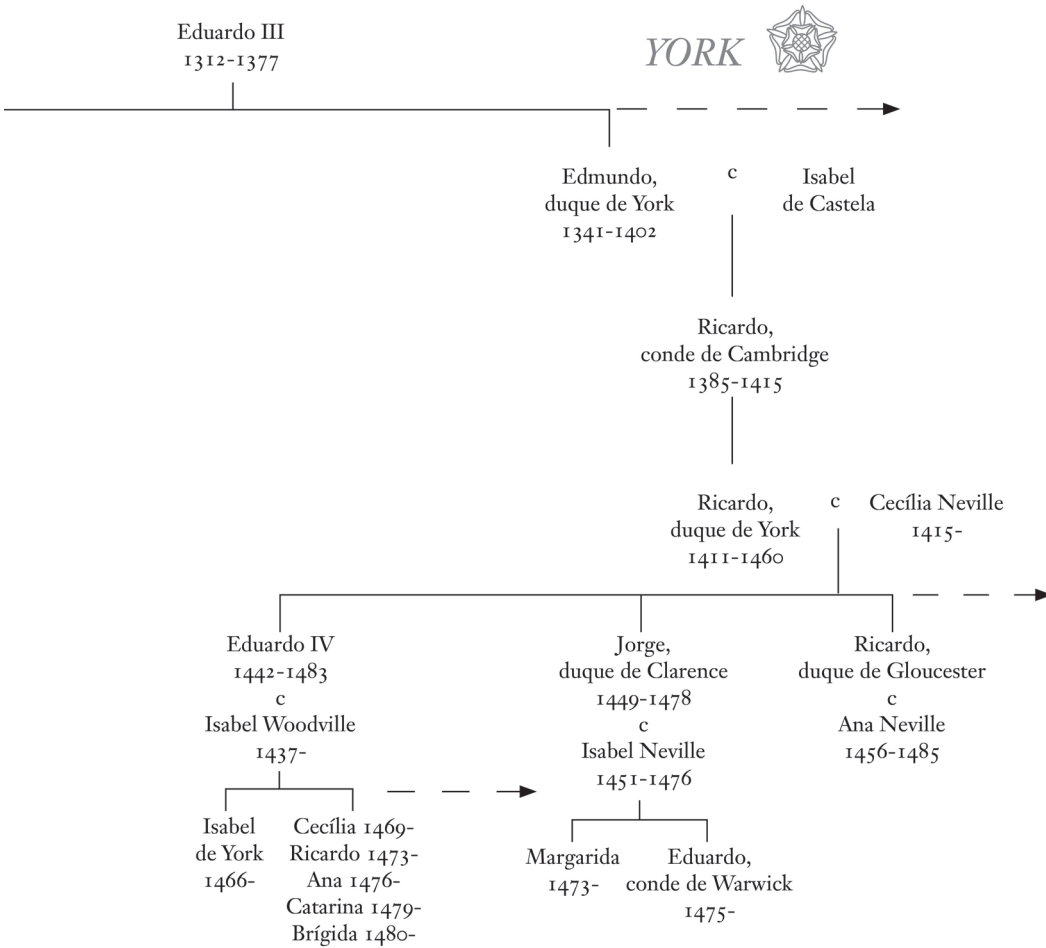 Eduardo III
1312-1377
YORK
Edmundo,
duque de York
1341-1402
c
Isabel
de Castela
Ricardo,
conde de Cambridge
1385-1415
Ricardo,
duque de York
1411-1460
c
Cecília Neville
1415-
Eduardo IV
1442-1483
c
Isabel Woodville
1437-
Jorge,
duque de Clarence
1449-1478
c
Isabel Neville
1451-1476
Ricardo,
duque de Gloucester
c
Ana Neville
1456-1485
Isabel
de York
1466-
Cecília 1469-
Ricardo 1473-
Ana 1476-
Catarina 1479-
Brígida 1480-
Margarida
1473-
Eduardo,
conde de Warwick
1475-